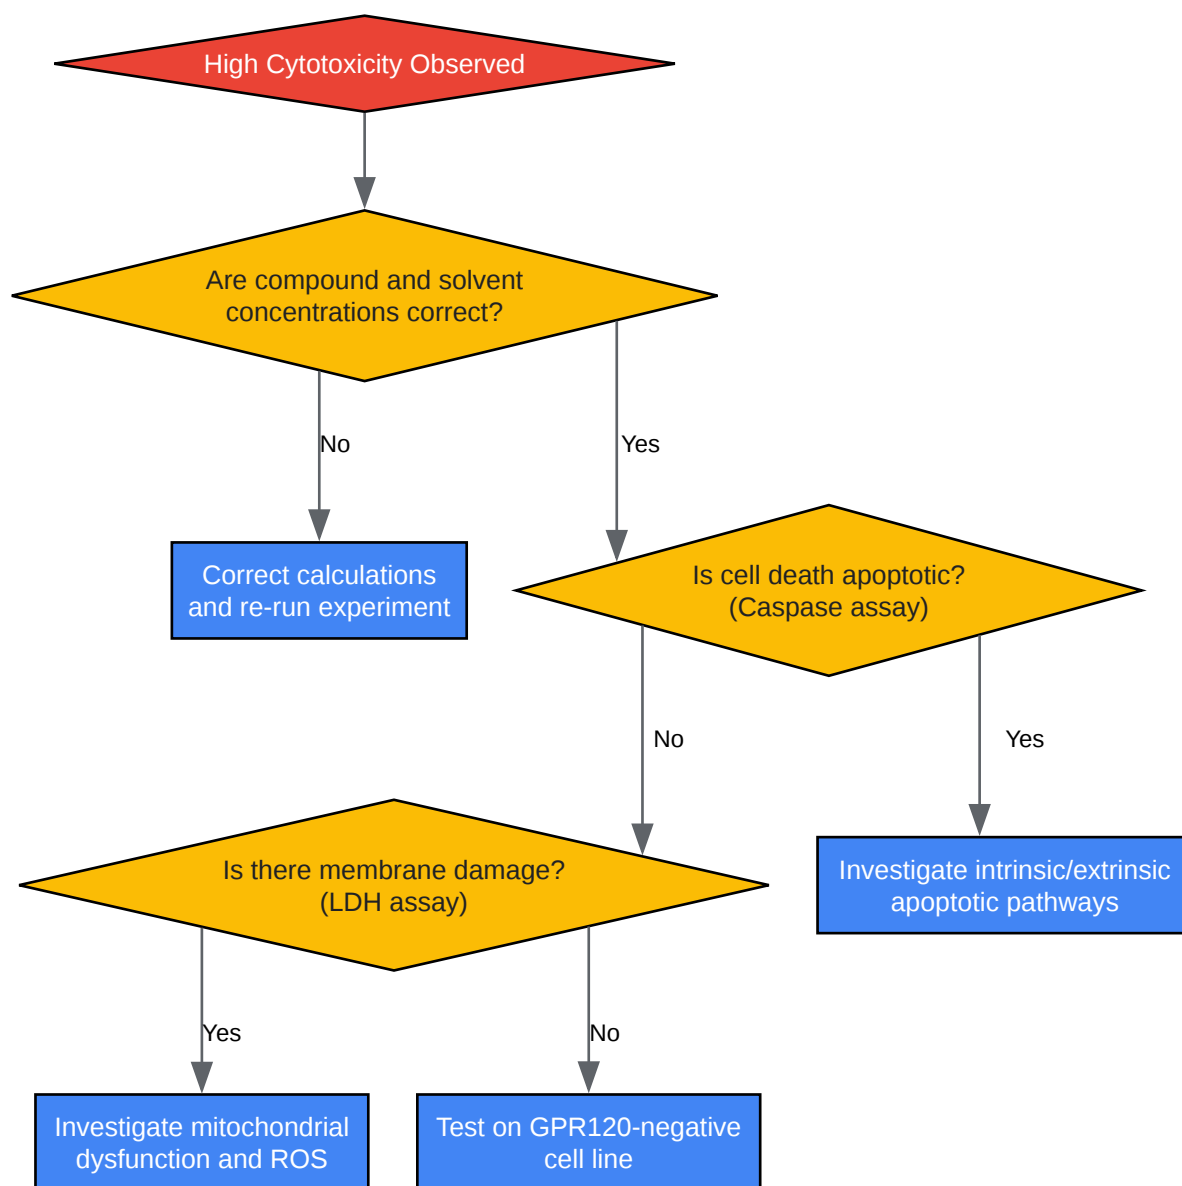 High Cytotoxicity Observed
Are compound and solvent
concentrations correct?
No
Yes
Correct calculations
and re-run experiment
Is cell death apoptotic?
(Caspase assay)
No
Yes
Is there membrane damage?
(LDH assay)
Investigate intrinsic/extrinsic
apoptotic pathways
Yes
No
Investigate mitochondrial
dysfunction and ROS
Test on GPR120-negative
cell line